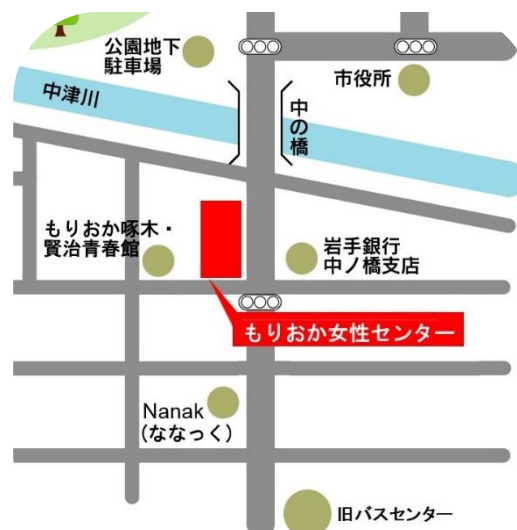 公園地下
駐車場
市役所
中津川
中の橋
もりおか啄木・
賢治青春館
岩手銀行
中ノ橋支店
もりおか女性センター
Nanak
(ななっく)
旧バスセンター